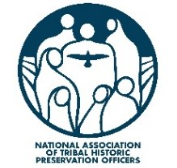 NATIONAL ASSOCIATION
OF TRIBAL HISTORIC
PRESERVATION OFFICERS